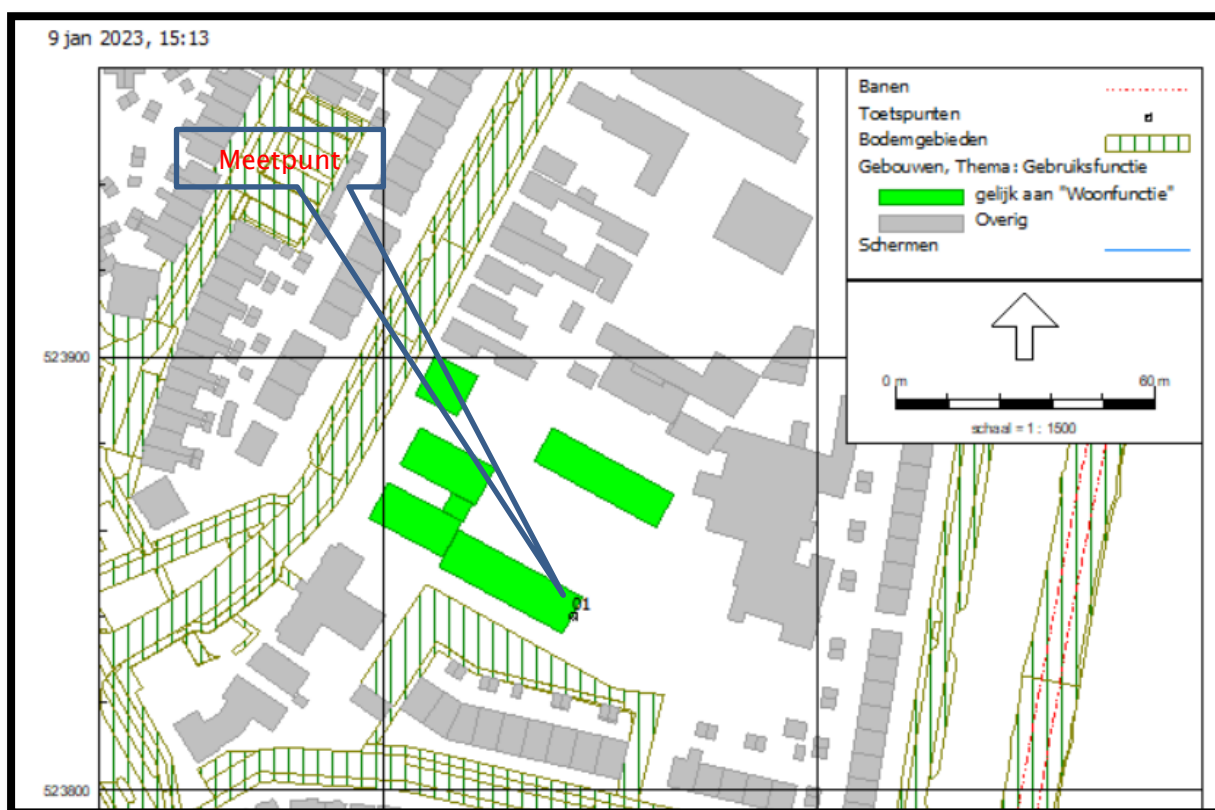 9 jan 2023, 15:13
Banen
Toetspunten
Bodemgebieden
Gebouwen, Thema: Gebruiksfunctie
gelijk aan "Woonfunctie"
Overig
Schermen
Meetpunt
0 m 60 m
schaal = 1 : 1500
523900
01
523800